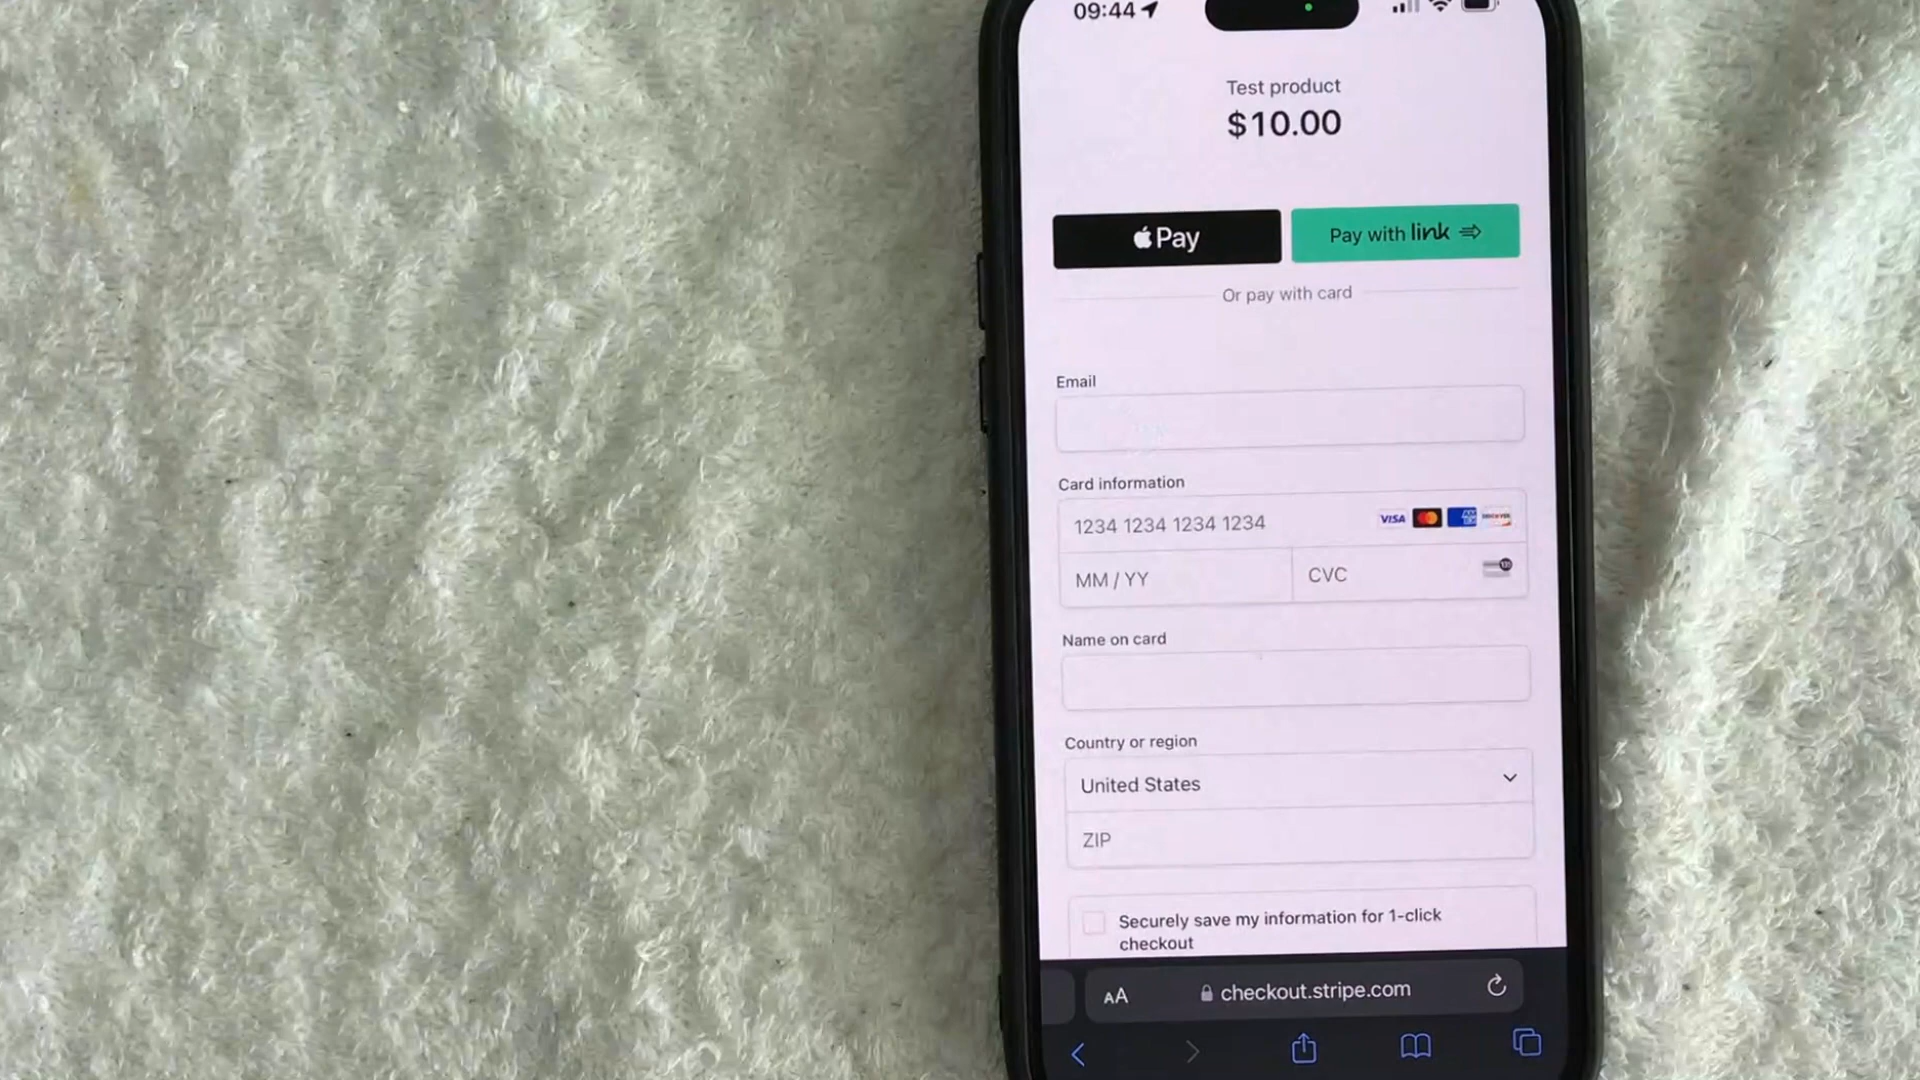 09:44
Test product
$10.00
Pay
Pay with link
Or pay with card
Email
Card information
1234 1234 1234 1234
VISA
DISCOVER
MM / YY
CVC
Name on card
Country or region
United States
ZIP
Securely save my information for 1-click
checkout
AA
checkout.stripe.com